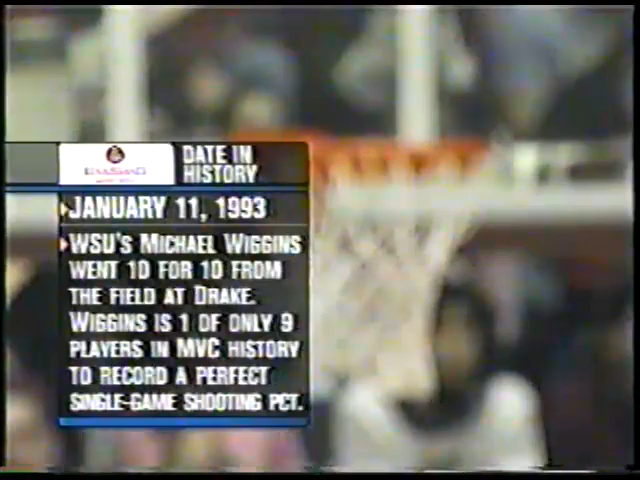 DATE IN
HISTORY
JANUARY 11, 1993
WSU'S MICHAEL WIGGINS
WENT 10 FOR 10 FROM
THE FIELD AT DRAKE.
WIGGINS IS 1 OF ONLY 9
PLAYERS IN MVC HISTORY
TO RECORD A PERFECT
SINGLE-GAME SHOOTING PCT.